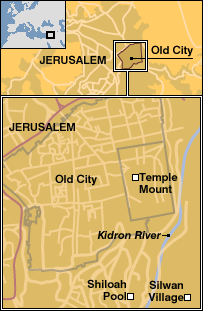 Old City
JERUSALEM
JERUSALEM
Old City
Temple
Mount
Kidron River
Shiloah
Pool
Silwan
Village